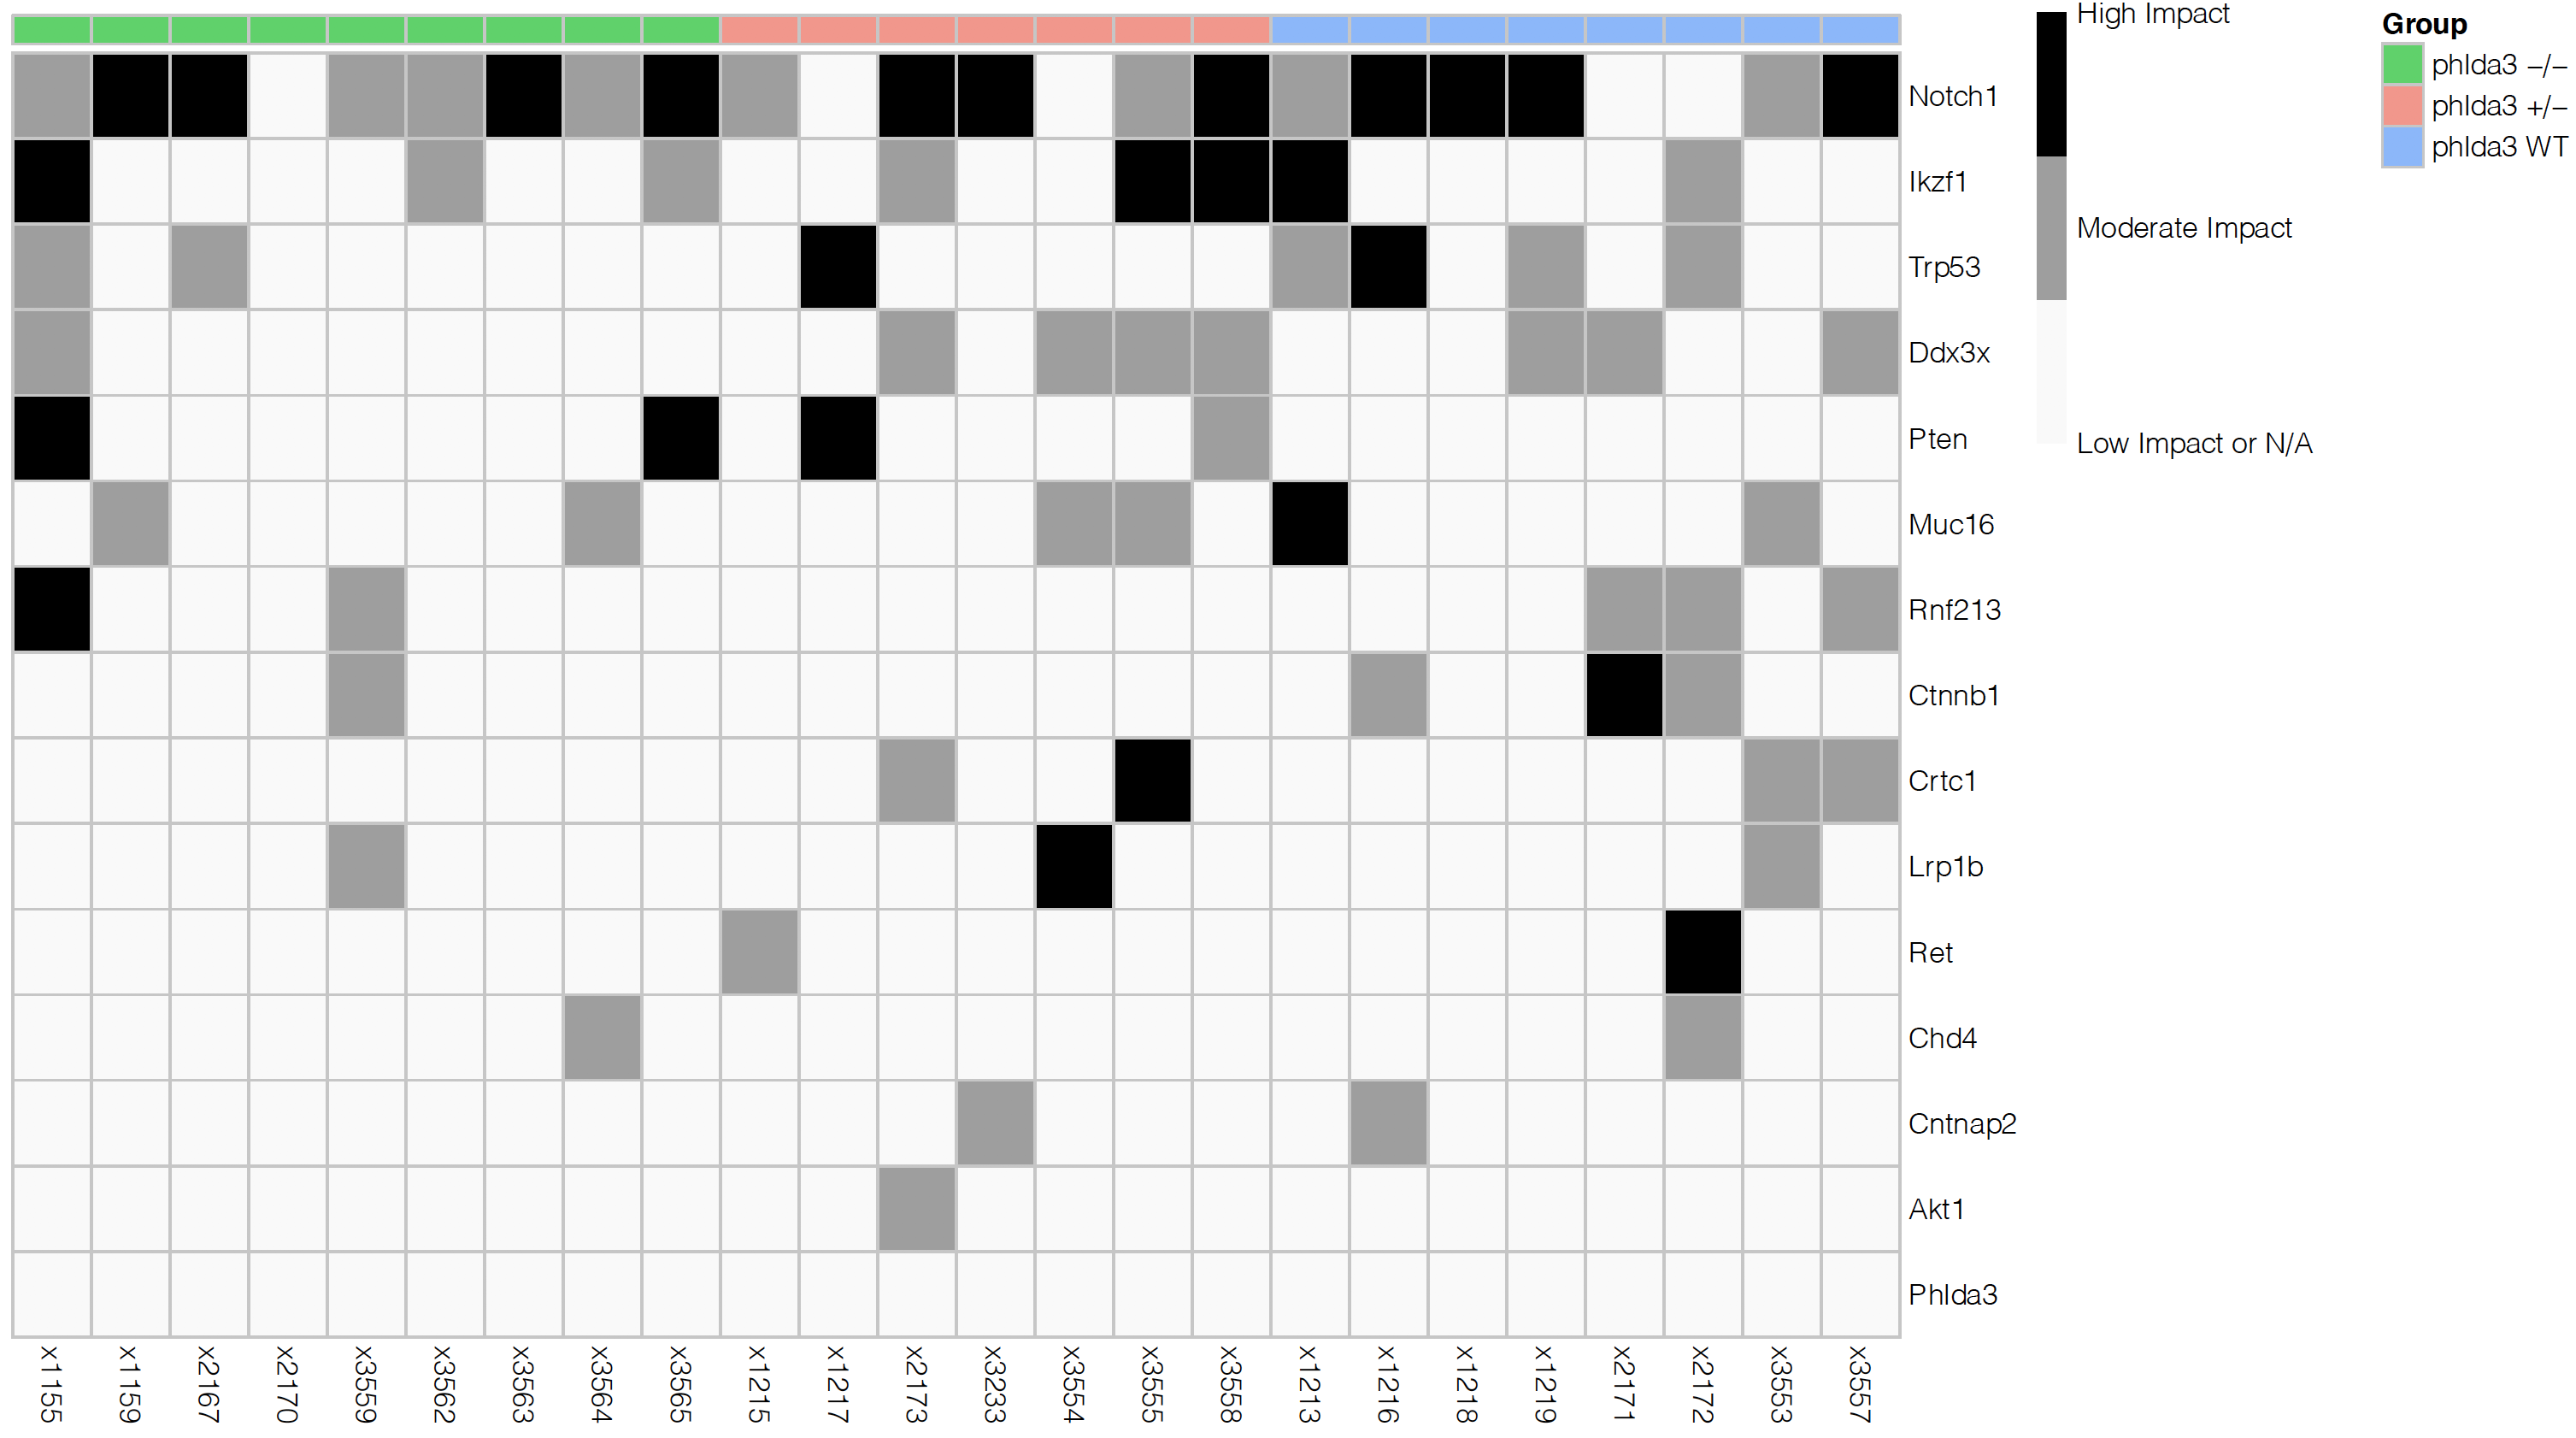 High Impact
Moderate Impact
Low Impact or N/A
Group
phlda3 –/–
phlda3 +/–
phlda3 WT
Notch1
Ikzf1
Trp53
Ddx3x
Pten
Muc16
Rnf213
Ctnnb1
Crtc1
Lrp1b
Ret
Chd4
Cntnap2
Akt1
Phlda3
x1155
x1159
x2167
x2170
x3559
x3562
x3563
x3564
x3565
x1215
x1217
x2173
x3233
x3554
x3555
x3558
x1213
x1216
x1218
x1219
x2171
x2172
x3553
x3557